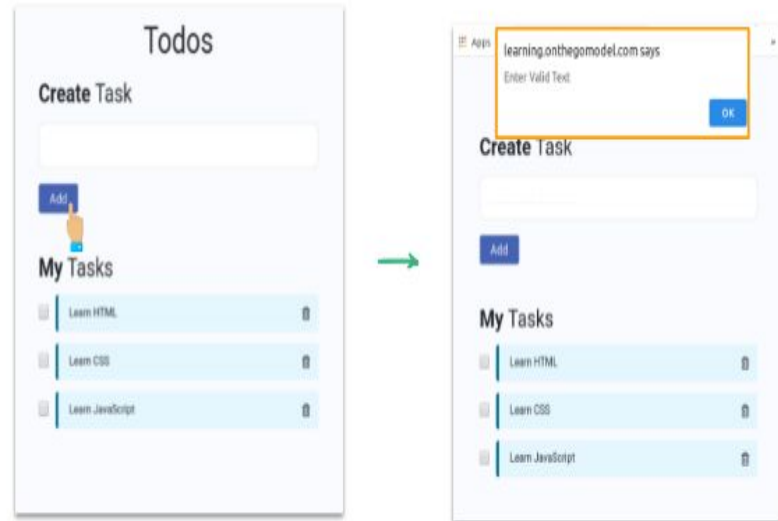 Todos
Create Task
Add
My Tasks
Learn HTML
Learn CSS
Learn JavaScript
Apps
learning.onthegomodel.com says
Enter Valid Text
OK
Create Task
Add
My Tasks
Learn HTML
Learn CSS
Learn JavaScript